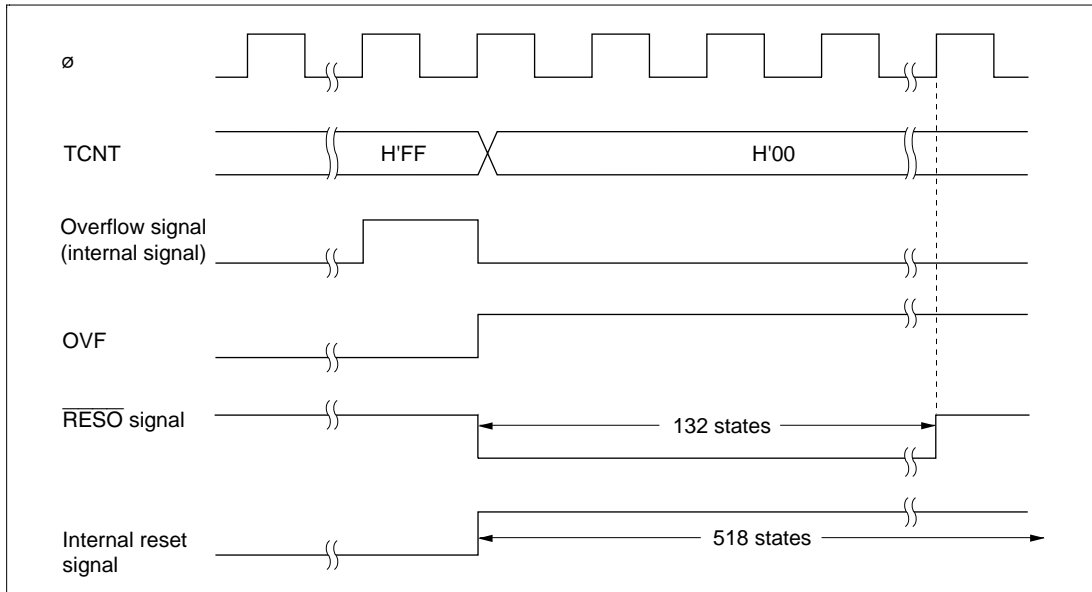 ø
TCNT
H'FF
H'00
Overflow signal
(internal signal)
OVF
RESO signal
132 states
Internal reset
signal
518 states